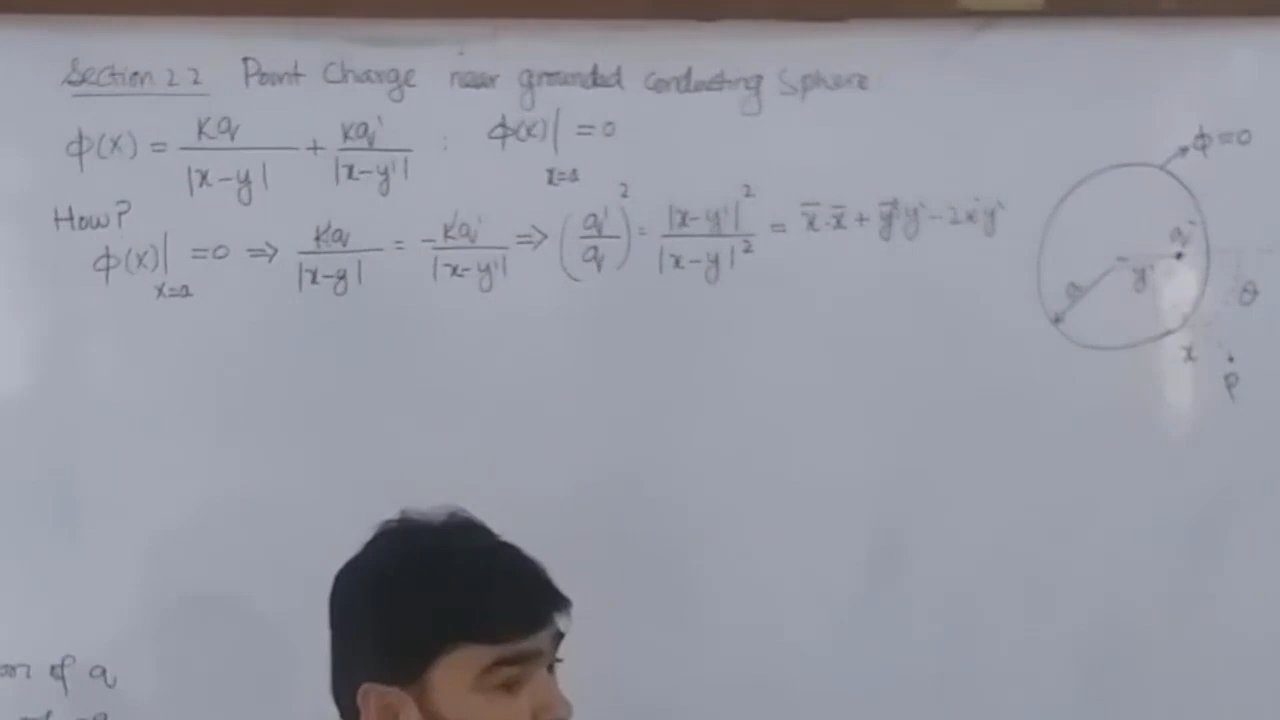 Section 2.2 Point Charge near grounded conducting Sphere
φ(x) = Kq / |x-y| + Kq' / |x-y'| : φ(x)|x=a = 0
How?
φ(x)|x=a = 0 ⇒ Kq / |x-y| = -Kq' / |x-y'| ⇒ (q'/q)² = |x-y'|² / |x-y|² = x̄.x̄ + ȳ'y' - 2x'y'
φ=0
q'
a
y'
θ
x
P
of q